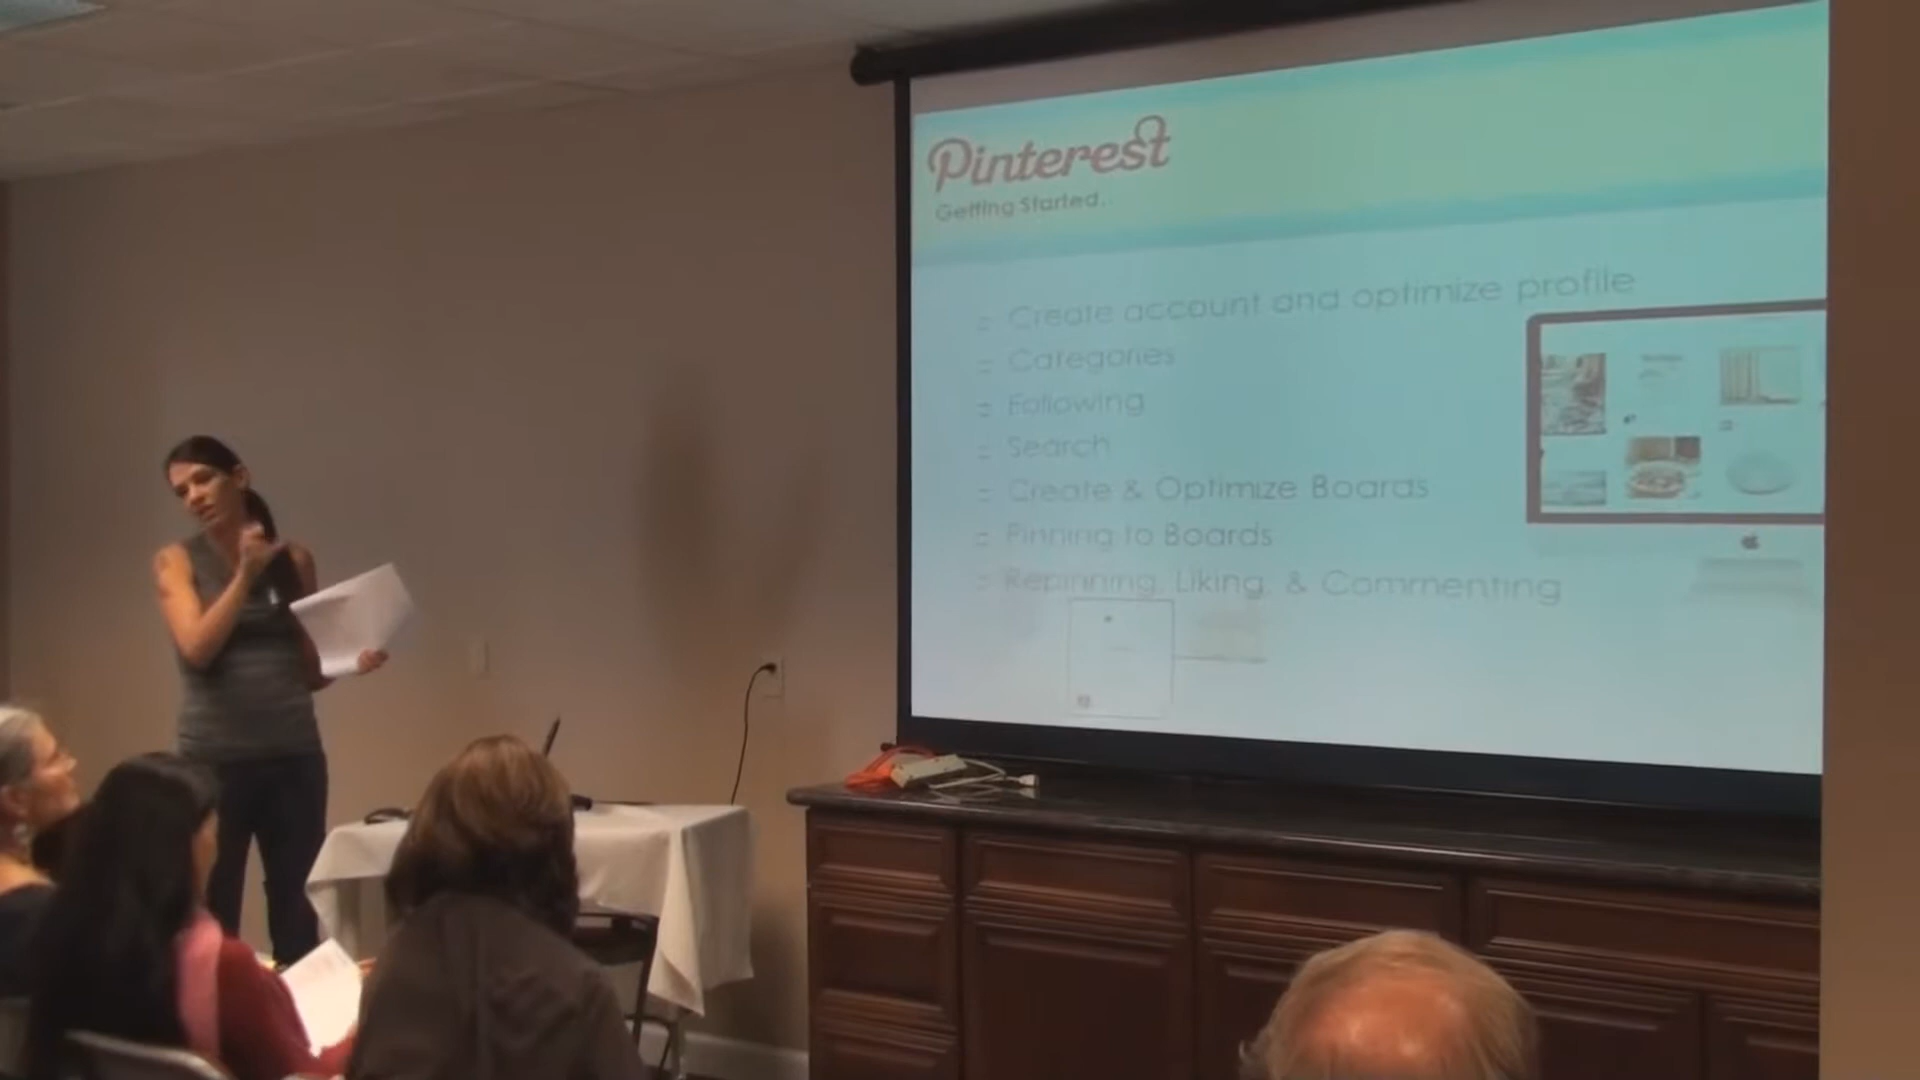 Pinterest
Getting Started.
Create account and optimize profile
Categories
Following
Search
Create & Optimize Boards
Pinning to Boards
Repinning, Liking, & Commenting